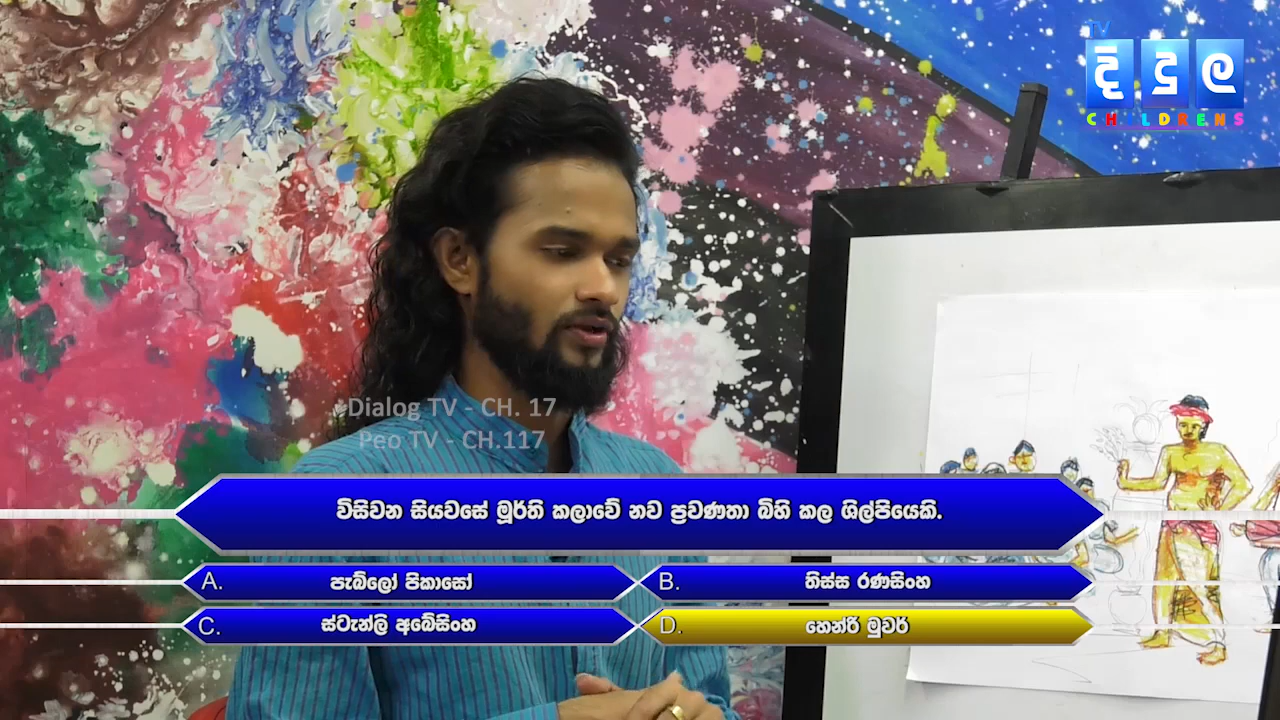 TV
දිදුල
CHILDRENS
Dialog TV - CH. 17
Peo TV - CH.117
විසිවන සියවසේ මූර්ති කලාවේ නව ප්‍රවණතා බිහි කල ශිල්පියෙකි.
A. පැබ්ලෝ පිකාසෝ
B. තිස්ස රණසිංහ
C. ස්ටැන්ලි අබේසිංහ
D. හෙන්රි මුවර්